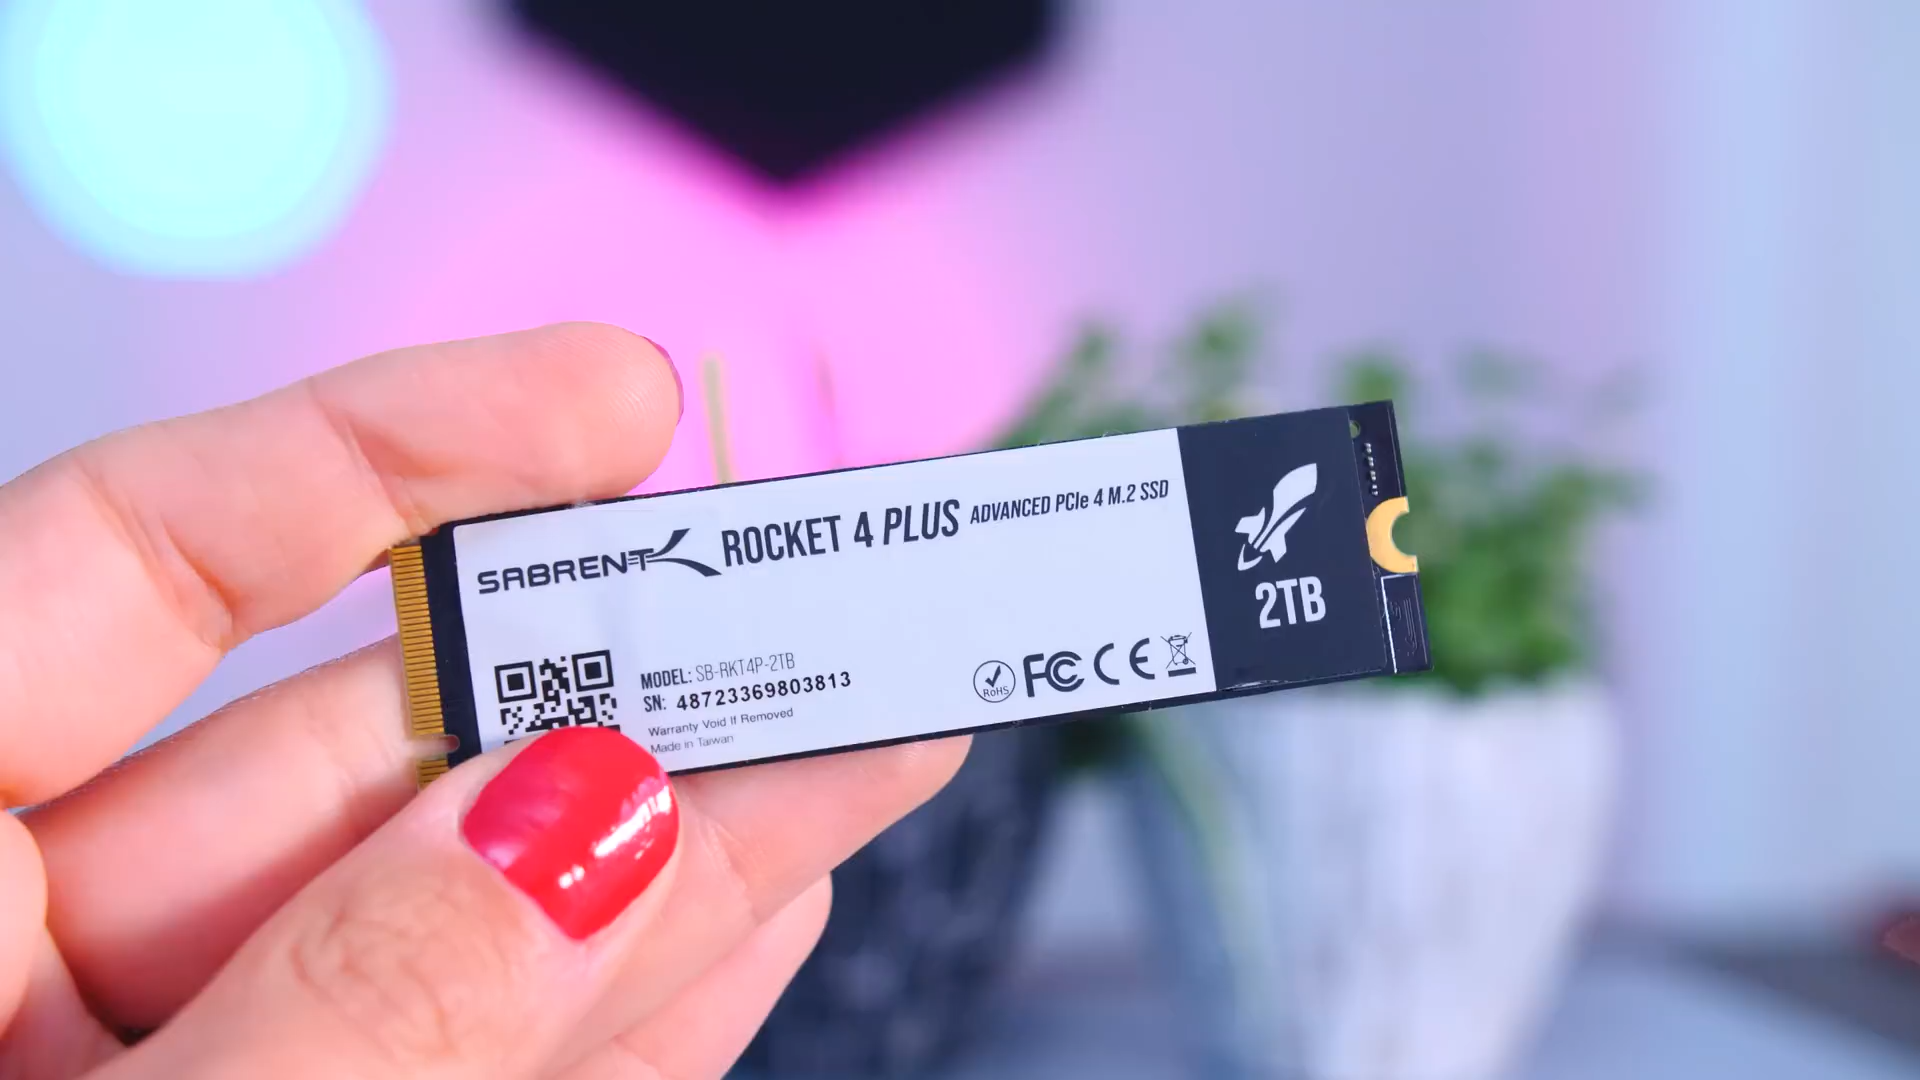 SABRENT ROCKET 4 PLUS ADVANCED PCIe 4 M.2 SSD
2TB
MODEL: SB-RKT4P-2TB
SN: 48723369803813
Warranty Void If Removed
Made in Taiwan
RoHS FC CE